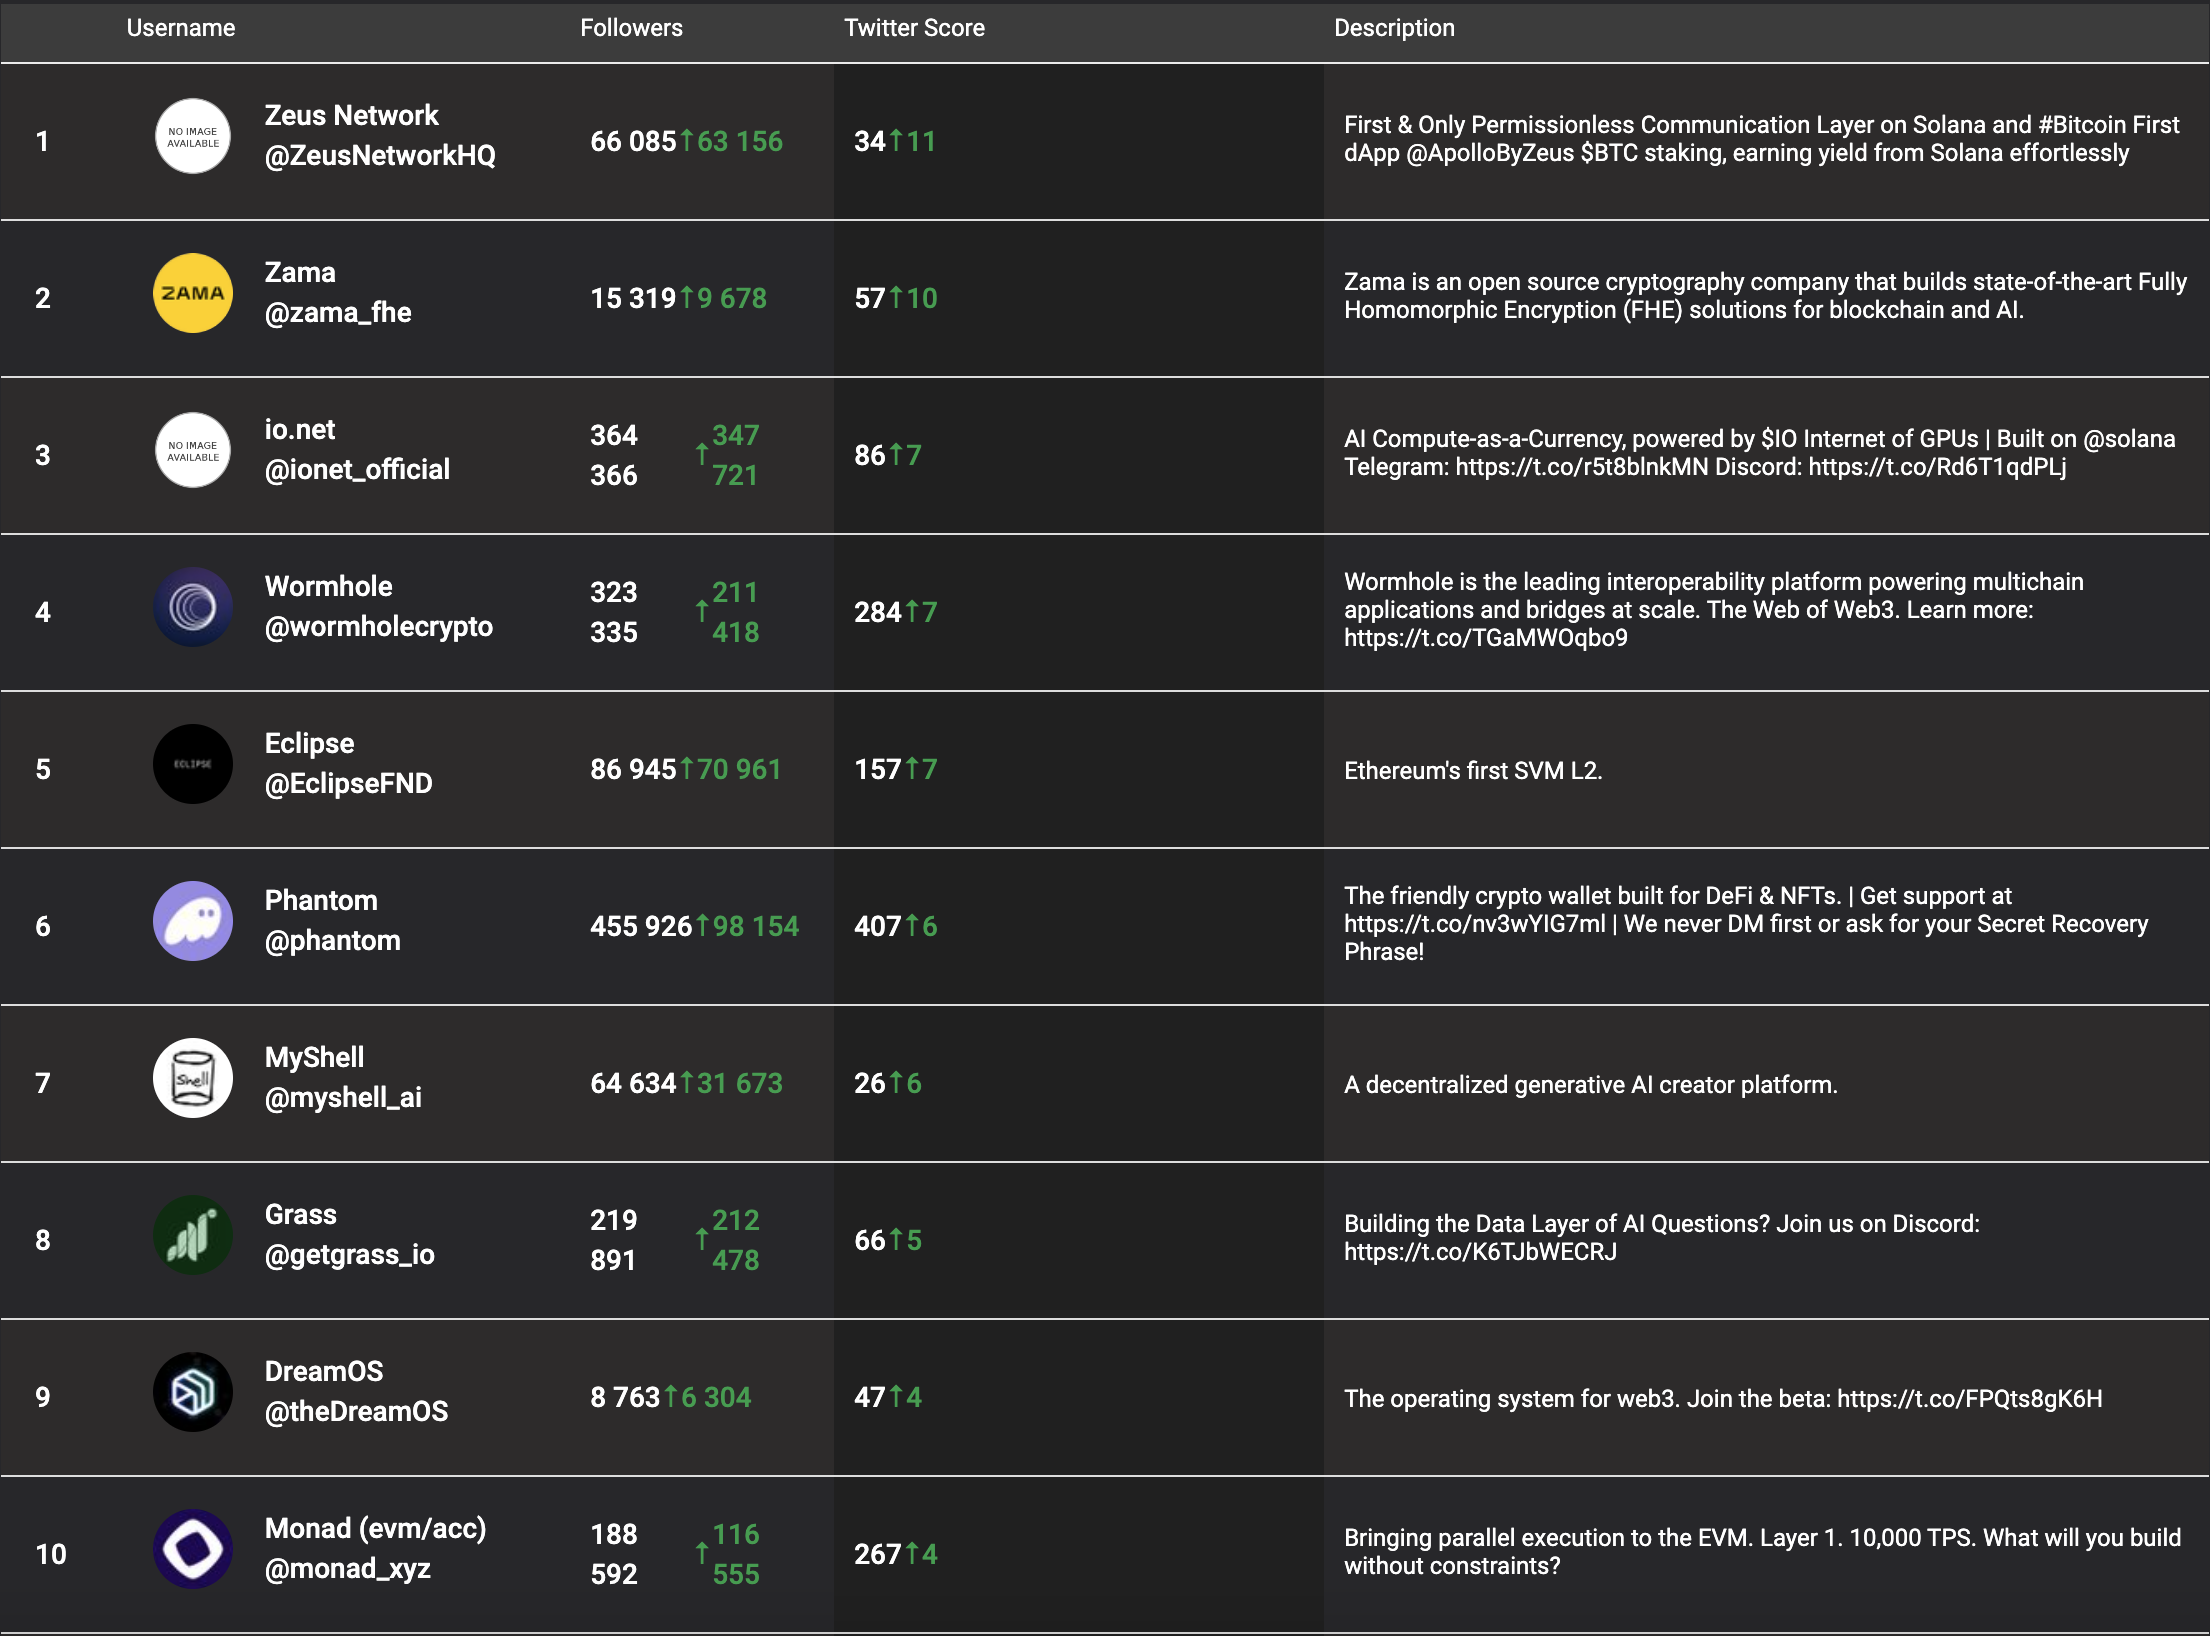 Username Followers Twitter Score Description
1
NO IMAGE
AVAILABLE
Zeus Network
@ZeusNetworkHQ
66 085↑63 156
34↑11
First & Only Permissionless Communication Layer on Solana and #Bitcoin First
dApp @ApolloByZeus $BTC staking, earning yield from Solana effortlessly
2
ZAMA
Zama
@zama_fhe
15 319↑9 678
57↑10
Zama is an open source cryptography company that builds state-of-the-art Fully
Homomorphic Encryption (FHE) solutions for blockchain and AI.
3
NO IMAGE
AVAILABLE
io.net
@ionet_official
364 ↑347
366 721
86↑7
AI Compute-as-a-Currency, powered by $IO Internet of GPUs | Built on @solana
Telegram: https://t.co/r5t8blnkMN Discord: https://t.co/Rd6T1qdPLj
4
Wormhole
@wormholecrypto
323 ↑211
335 418
284↑7
Wormhole is the leading interoperability platform powering multichain
applications and bridges at scale. The Web of Web3. Learn more:
https://t.co/TGaMWOqbo9
5
ECLIPSE
Eclipse
@EclipseFND
86 945↑70 961
157↑7
Ethereum's first SVM L2.
6
Phantom
@phantom
455 926↑98 154
407↑6
The friendly crypto wallet built for DeFi & NFTs. | Get support at
https://t.co/nv3wYIG7ml | We never DM first or ask for your Secret Recovery
Phrase!
7
Shell
MyShell
@myshell_ai
64 634↑31 673
26↑6
A decentralized generative AI creator platform.
8
Grass
@getgrass_io
219 ↑212
891 478
66↑5
Building the Data Layer of AI Questions? Join us on Discord:
https://t.co/K6TJbWECRJ
9
DreamOS
@theDreamOS
8 763↑6 304
47↑4
The operating system for web3. Join the beta: https://t.co/FPQts8gK6H
10
Monad (evm/acc)
@monad_xyz
188 ↑116
592 555
267↑4
Bringing parallel execution to the EVM. Layer 1. 10,000 TPS. What will you build
without constraints?